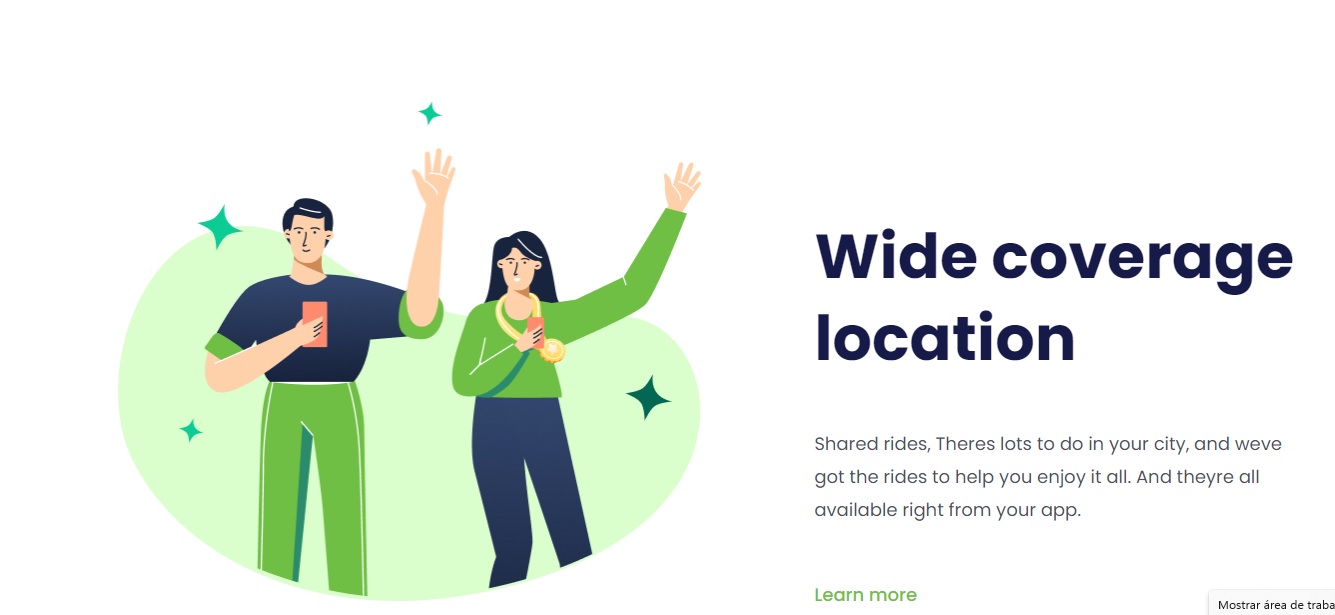 Wide coverage
location
Shared rides, Theres lots to do in your city, and weve
got the rides to help you enjoy it all. And theyre all
available right from your app.
Learn more
Mostrar área de traba